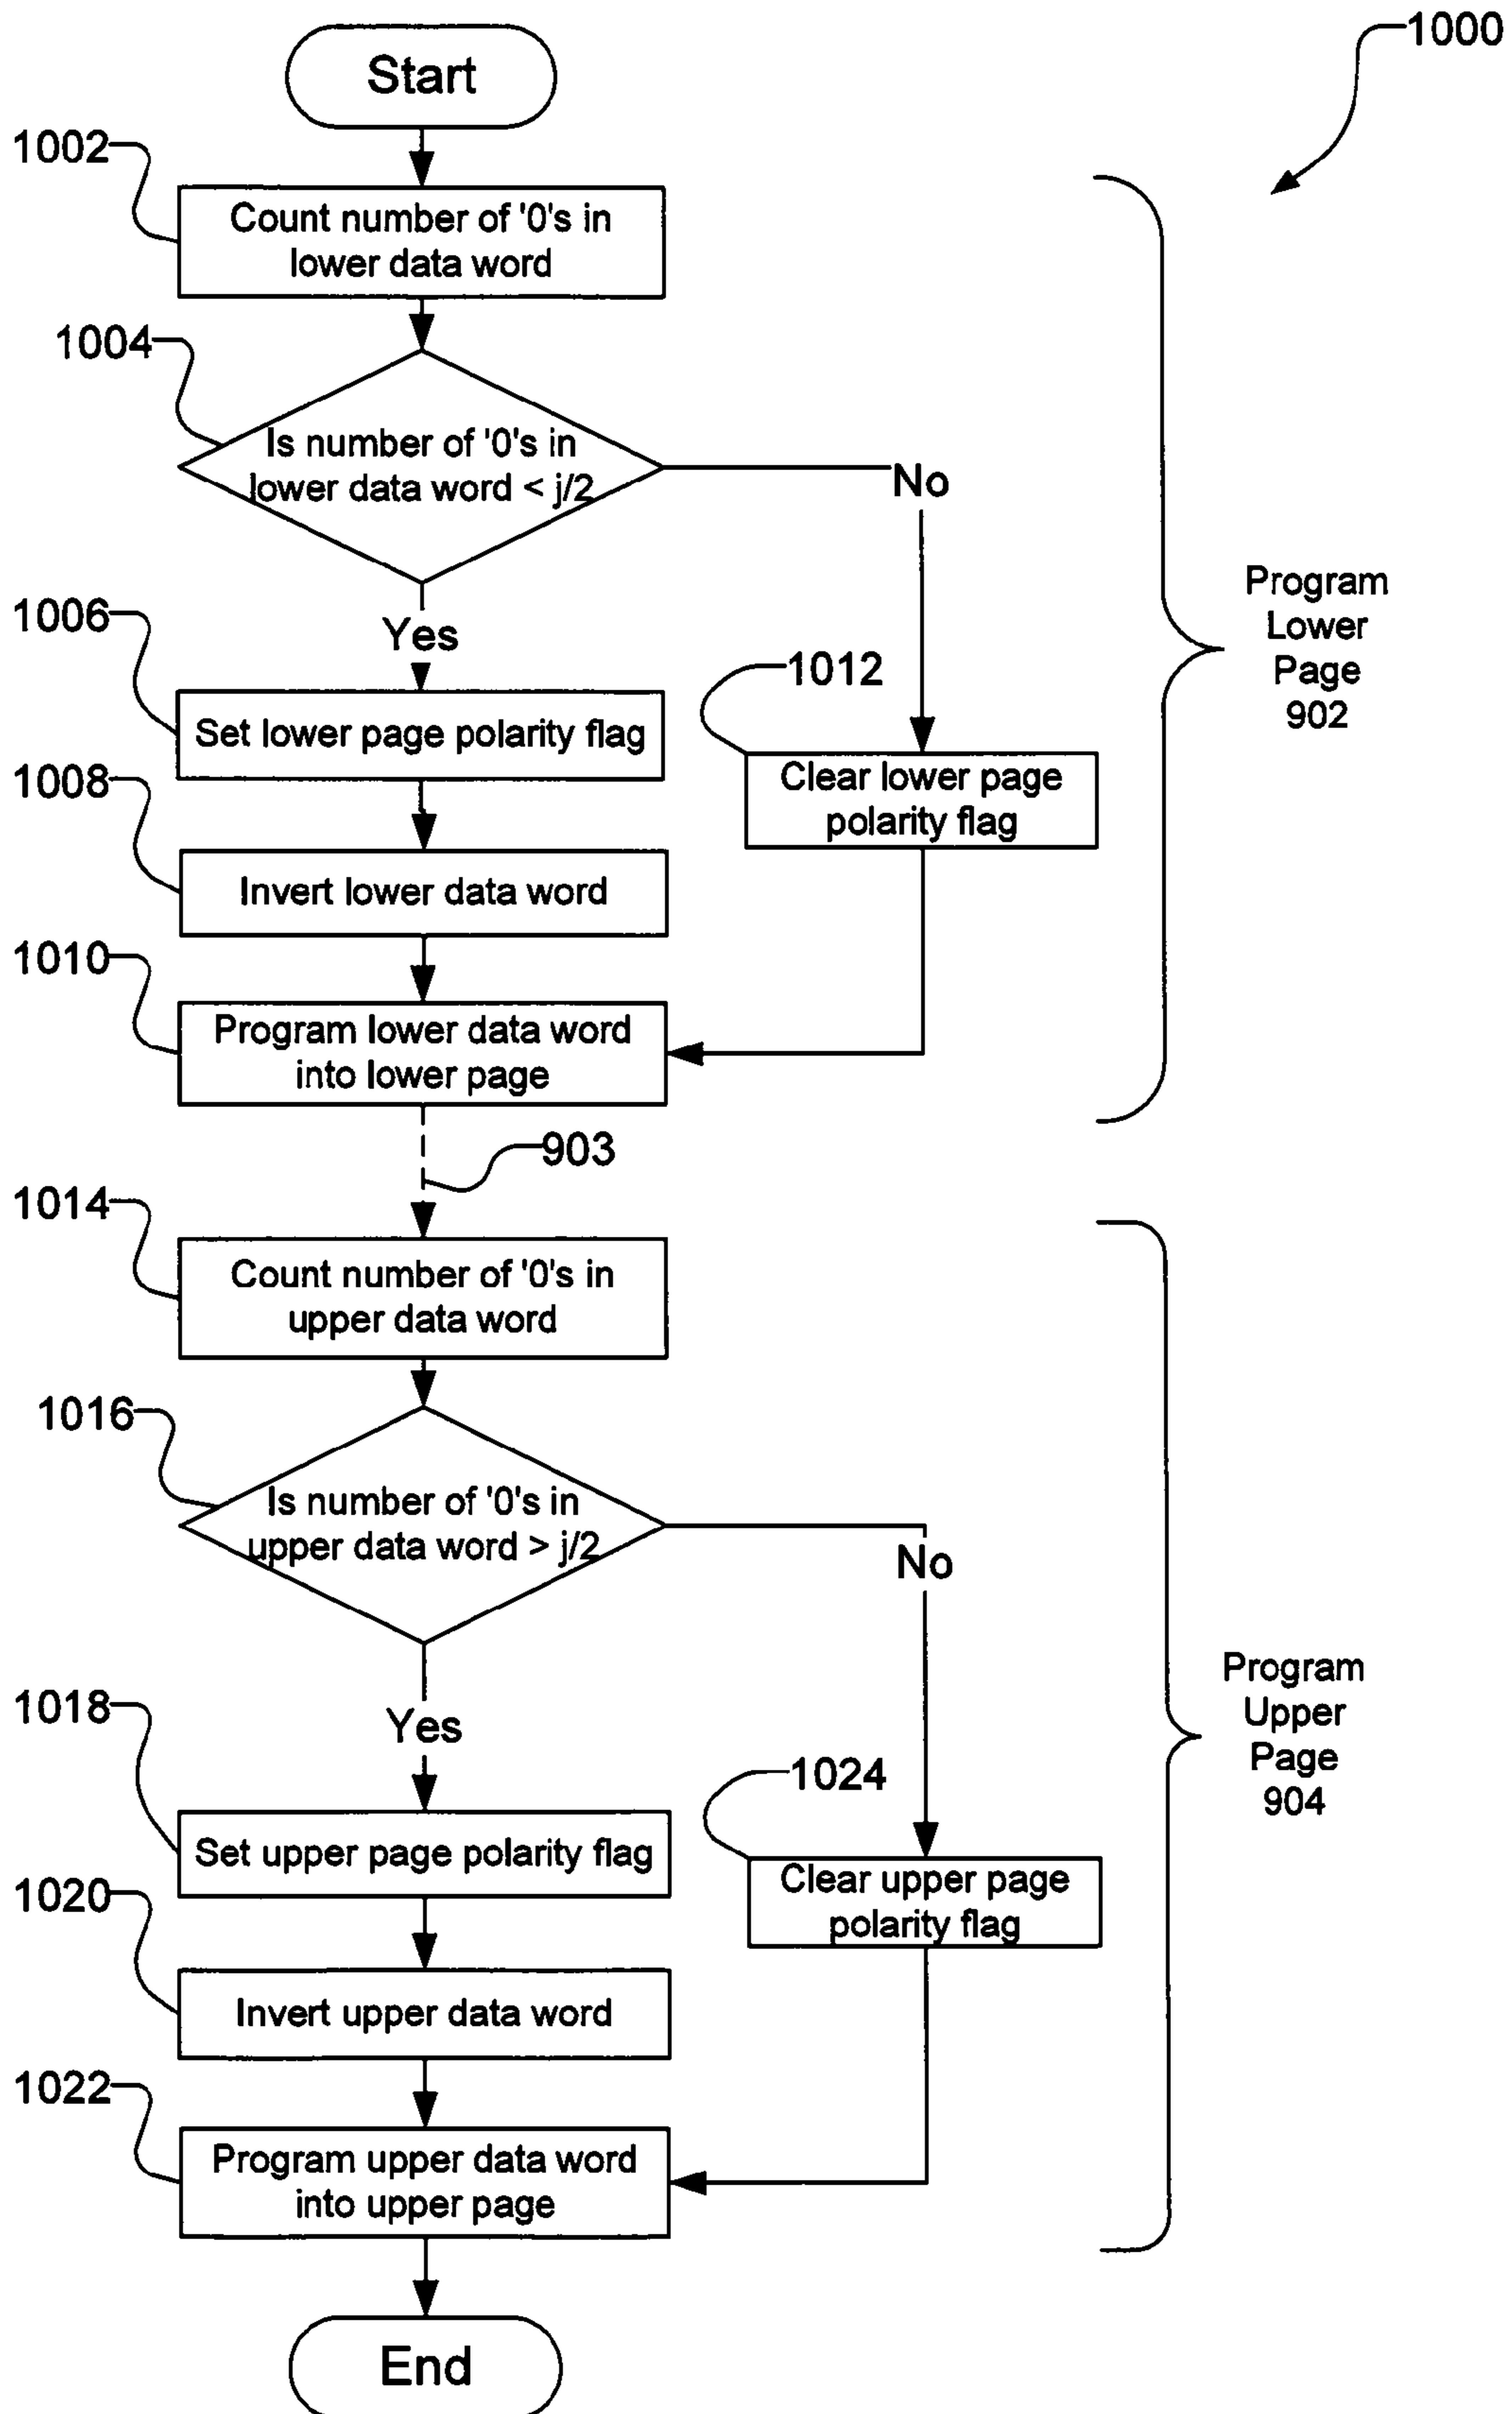 1000
Start
1002
Count number of '0's in
lower data word
1004
Is number of '0's in
lower data word < j/2
No
Yes
1006
Set lower page polarity flag
1012
Clear lower page
polarity flag
1008
Invert lower data word
1010
Program lower data word
into lower page
Program
Lower
Page
902
903
1014
Count number of '0's in
upper data word
1016
Is number of '0's in
upper data word > j/2
No
Yes
1018
Set upper page polarity flag
1024
Clear upper page
polarity flag
1020
Invert upper data word
1022
Program upper data word
into upper page
Program
Upper
Page
904
End